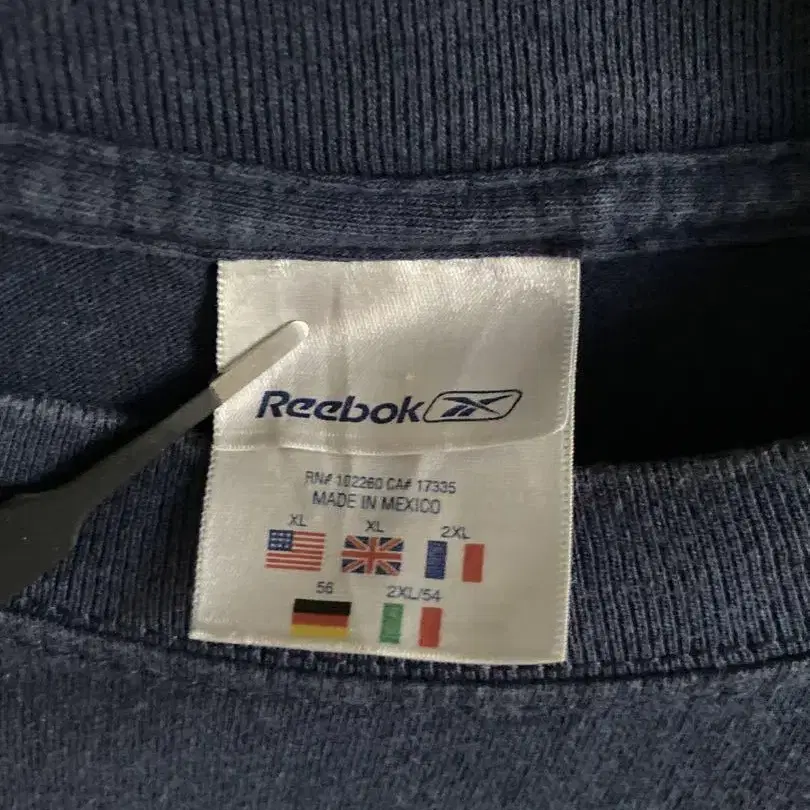 Reebok
RN# 102260 CA# 17335
MADE IN MEXICO
XL XL 2XL
56 2XL/54